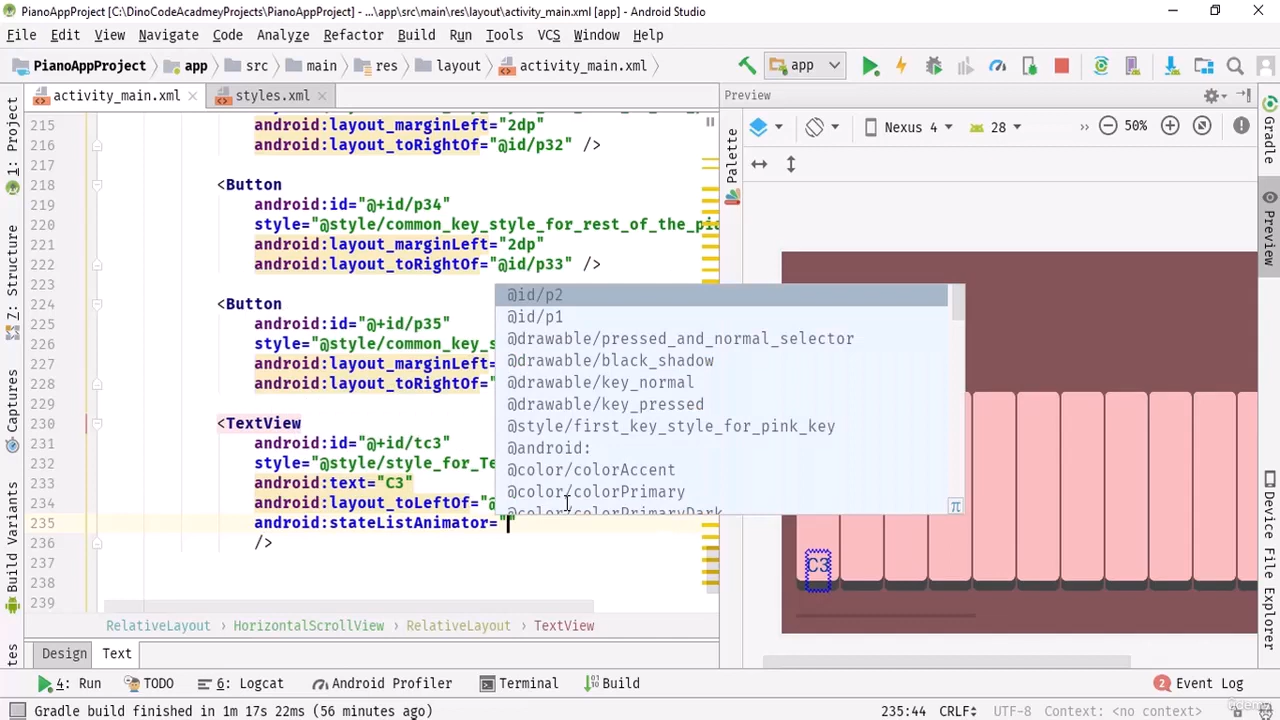 PianoAppProject [C:\DinoCodeAcadmeyProjects\PianoAppProject] - ...\app\src\main\res\layout\activity_main.xml [app] - Android Studio
File Edit View Navigate Code Analyze Refactor Build Run Tools VCS Window Help
PianoAppProject app src main res layout activity_main.xml app
activity_main.xml styles.xml Preview
Nexus 4 28 » 50%
1: Project
7: Structure
Captures
Build Variants
Palette
Gradle
Preview
Device File Explorer
215 android:layout_marginLeft="2dp"
216 android:layout_toRightOf="@id/p32" />
217
218 <Button
219 android:id="@+id/p34"
220 style="@style/common_key_style_for_rest_of_the_pi
221 android:layout_marginLeft="2dp"
222 android:layout_toRightOf="@id/p33" />
223
224 <Button
225 android:id="@+id/p35"
226 style="@style/common_key_s
227 android:layout_marginLeft=
228 android:layout_toRightOf="
229
230 <TextView
231 android:id="@+id/tc3"
232 style="@style/style_for_Te
233 android:text="C3"
234 android:layout_toLeftOf="@
235 android:stateListAnimator=""
236 />
237
238
239
@id/p2
@id/p1
@drawable/pressed_and_normal_selector
@drawable/black_shadow
@drawable/key_normal
@drawable/key_pressed
@style/first_key_style_for_pink_key
@android:
@color/colorAccent
@color/colorPrimary
@color/colorPrimaryDark
π
C3
RelativeLayout › HorizontalScrollView › RelativeLayout › TextView
Design Text
4: Run TODO 6: Logcat Android Profiler Terminal Build 2 Event Log
Gradle build finished in 1m 17s 22ms (56 minutes ago) 235:44 CRLF UTF-8 Context: <no context>